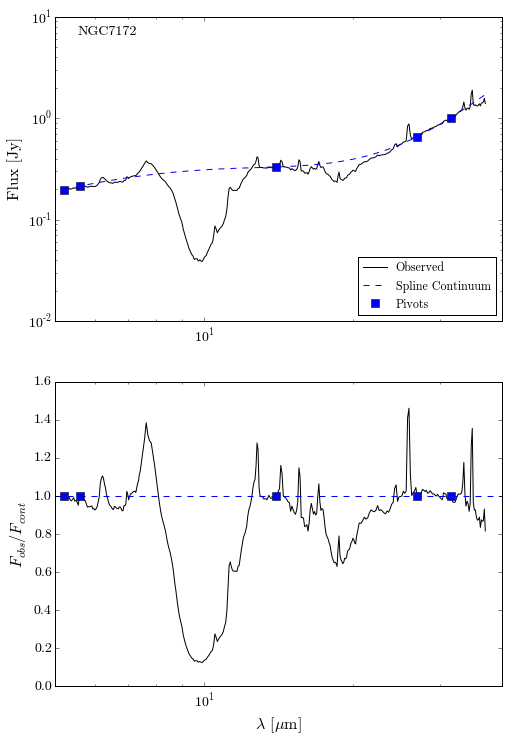 NGC7172
10^1
10^0
10^-1
10^-2
Flux [Jy]
Observed
Spline Continuum
Pivots
10^1
1.6
1.4
1.2
1.0
0.8
0.6
0.4
0.2
0.0
F_obs/F_cont
10^1
λ [μm]